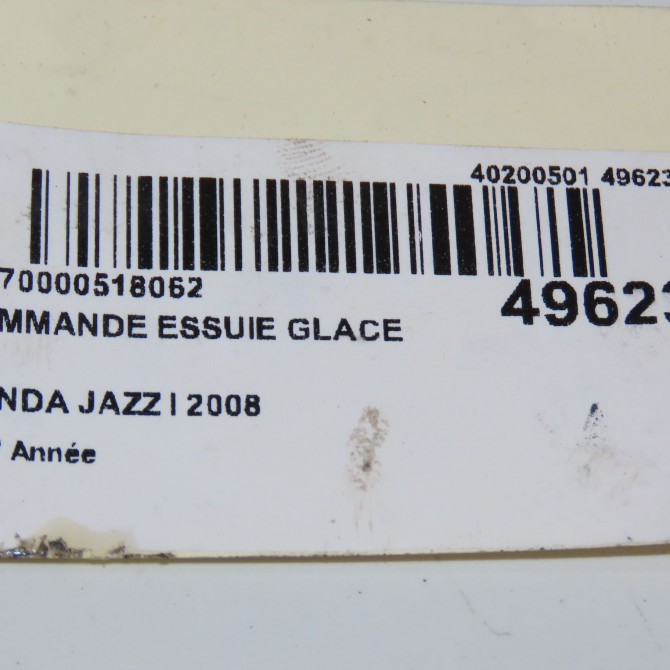 40200501 49623
70000518062
49623
MMANDE ESSUIE GLACE
NDA JAZZ I 2008
Année